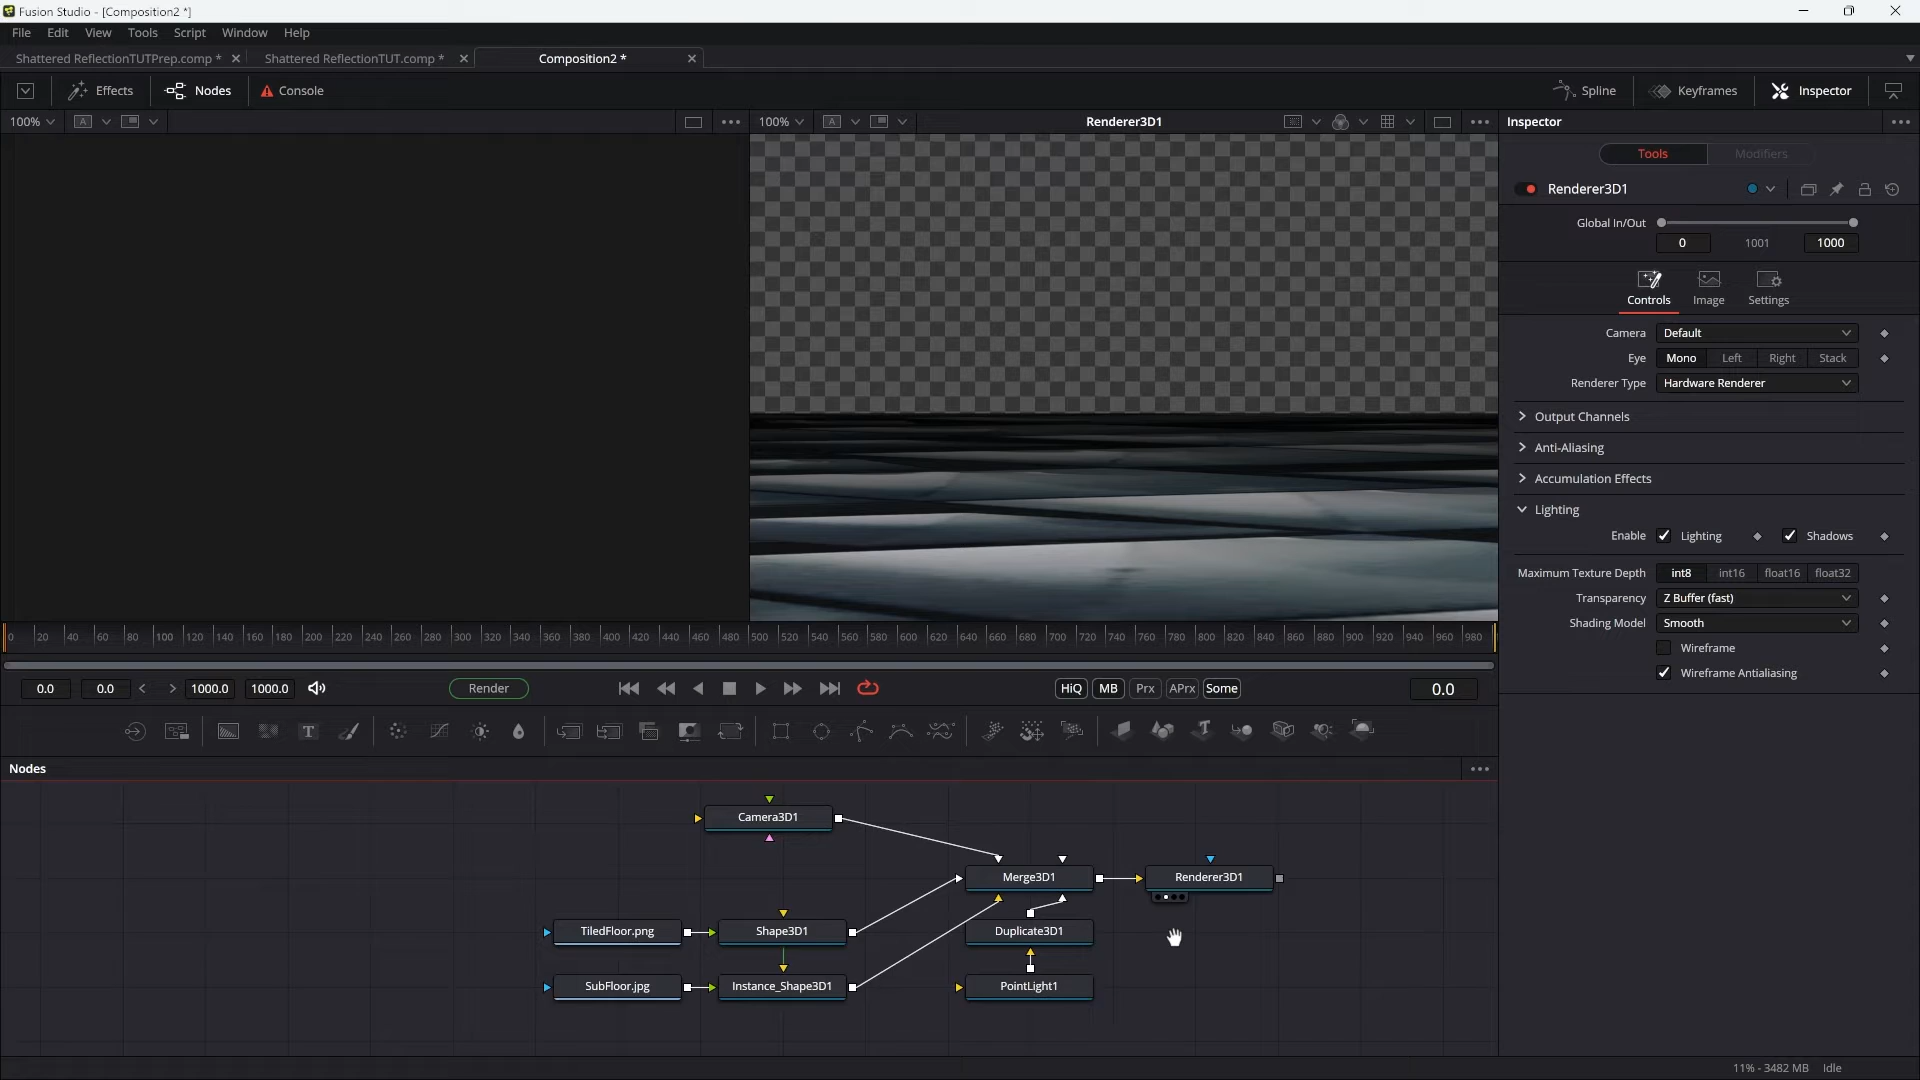 Fusion Studio - [Composition2 *]
File Edit View Tools Script Window Help
Shattered ReflectionTUTPrep.comp * Shattered ReflectionTUT.comp * Composition2 *
Effects Nodes Console Spline Keyframes Inspector
100% A 100% A Renderer3D1 Inspector
Tools Modifiers
Renderer3D1
Global In/Out
0 1001 1000
Controls Image Settings
Camera Default
Eye Mono Left Right Stack
Renderer Type Hardware Renderer
Output Channels
Anti-Aliasing
Accumulation Effects
Lighting
Enable Lighting Shadows
Maximum Texture Depth int8 int16 float16 float32
Transparency Z Buffer (fast)
Shading Model Smooth
Wireframe
Wireframe Antialiasing
0 20 40 60 80 100 120 140 160 180 200 220 240 260 280 300 320 340 360 380 400 420 440 460 480 500 520 540 560 580 600 620 640 660 680 700 720 740 760 780 800 820 840 860 880 900 920 940 960 980
0.0 0.0 < > 1000.0 1000.0 Render HiQ MB Prx APrx Some 0.0
T T
Nodes
Camera3D1
Merge3D1 Renderer3D1
TiledFloor.png Shape3D1 Duplicate3D1
SubFloor.jpg Instance_Shape3D1 PointLight1
11% - 3482 MB Idle